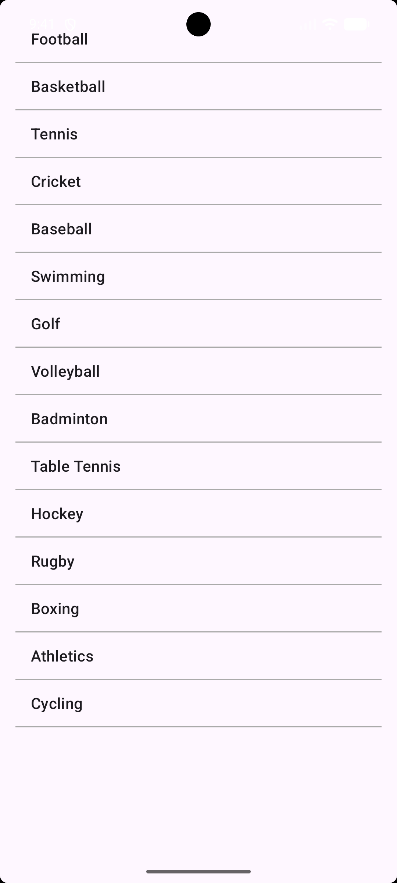 Football
Basketball
Tennis
Cricket
Baseball
Swimming
Golf
Volleyball
Badminton
Table Tennis
Hockey
Rugby
Boxing
Athletics
Cycling